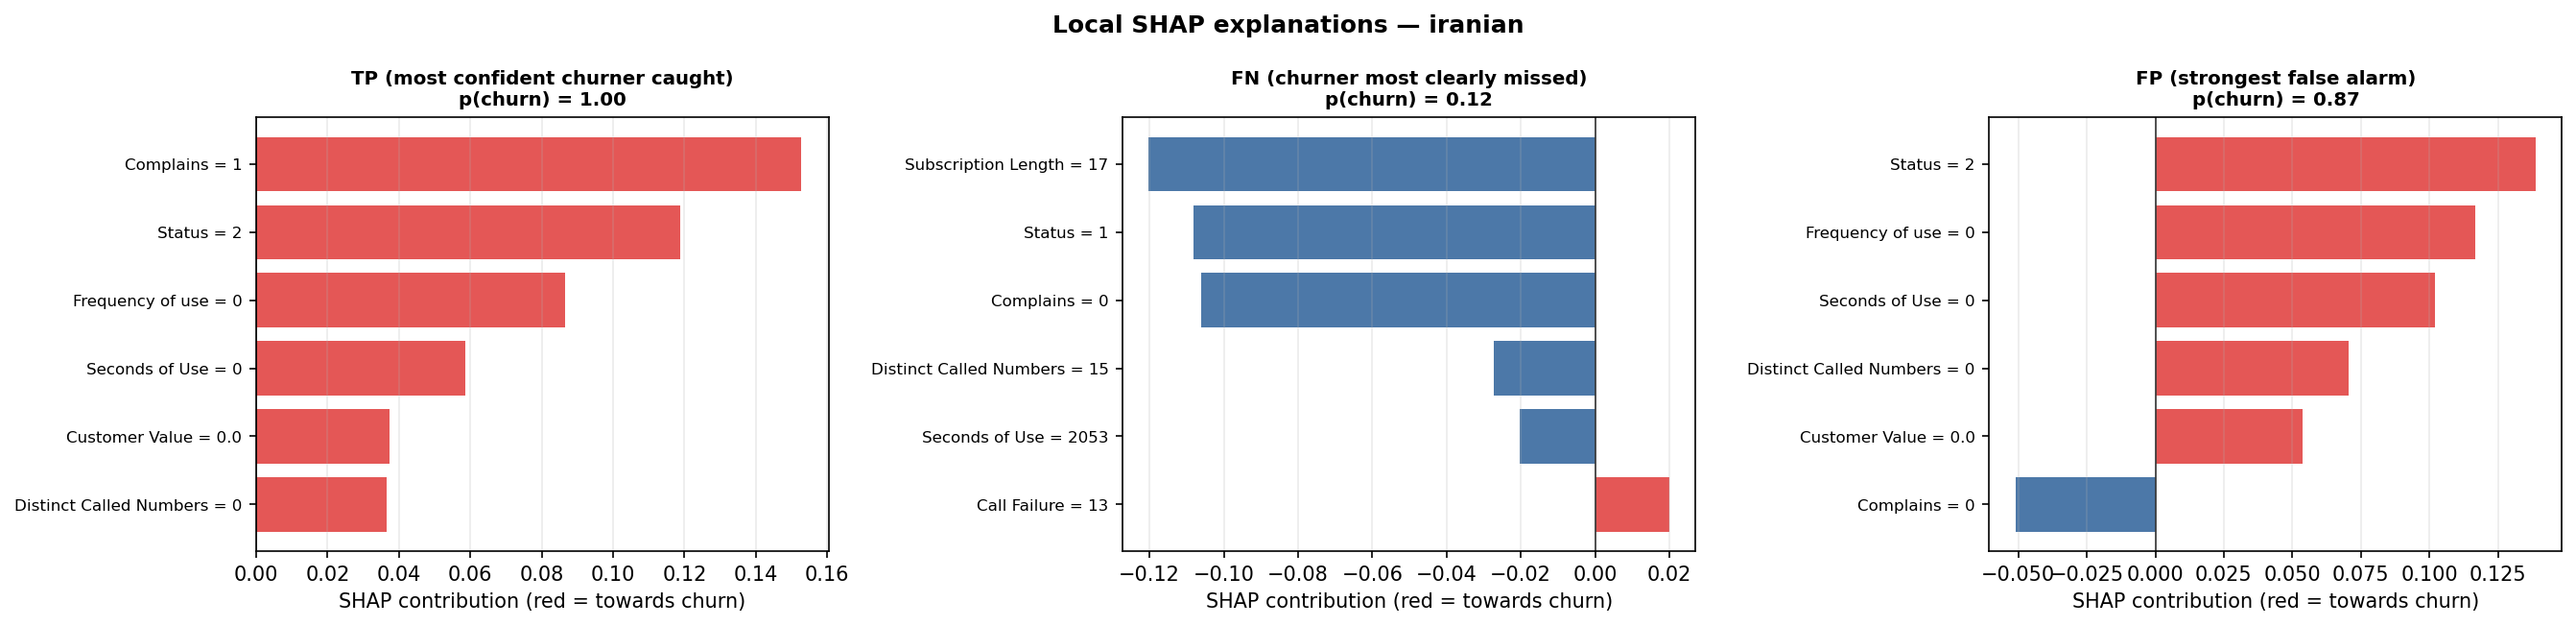 Local SHAP explanations — iranian
TP (most confident churner caught)
p(churn) = 1.00
Complains = 1
Status = 2
Frequency of use = 0
Seconds of Use = 0
Customer Value = 0.0
Distinct Called Numbers = 0
0.00 0.02 0.04 0.06 0.08 0.10 0.12 0.14 0.16
SHAP contribution (red = towards churn)
FN (churner most clearly missed)
p(churn) = 0.12
Subscription Length = 17
Status = 1
Complains = 0
Distinct Called Numbers = 15
Seconds of Use = 2053
Call Failure = 13
−0.12 −0.10 −0.08 −0.06 −0.04 −0.02 0.00 0.02
SHAP contribution (red = towards churn)
FP (strongest false alarm)
p(churn) = 0.87
Status = 2
Frequency of use = 0
Seconds of Use = 0
Distinct Called Numbers = 0
Customer Value = 0.0
Complains = 0
−0.050 −0.025 0.000 0.025 0.050 0.075 0.100 0.125
SHAP contribution (red = towards churn)